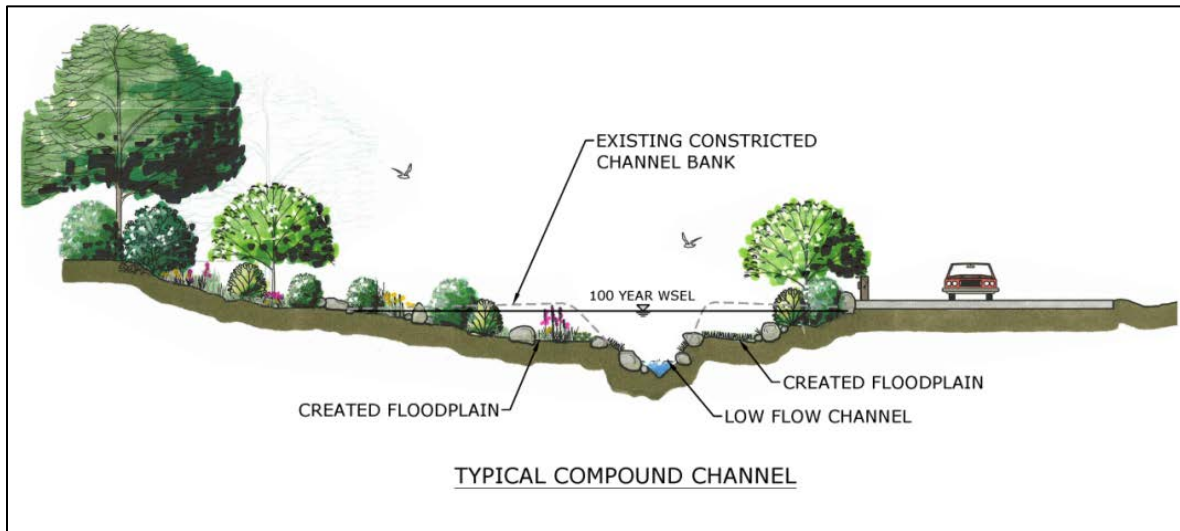 EXISTING CONSTRICTED
CHANNEL BANK
100 YEAR WSEL
CREATED FLOODPLAIN
CREATED FLOODPLAIN
LOW FLOW CHANNEL
TYPICAL COMPOUND CHANNEL